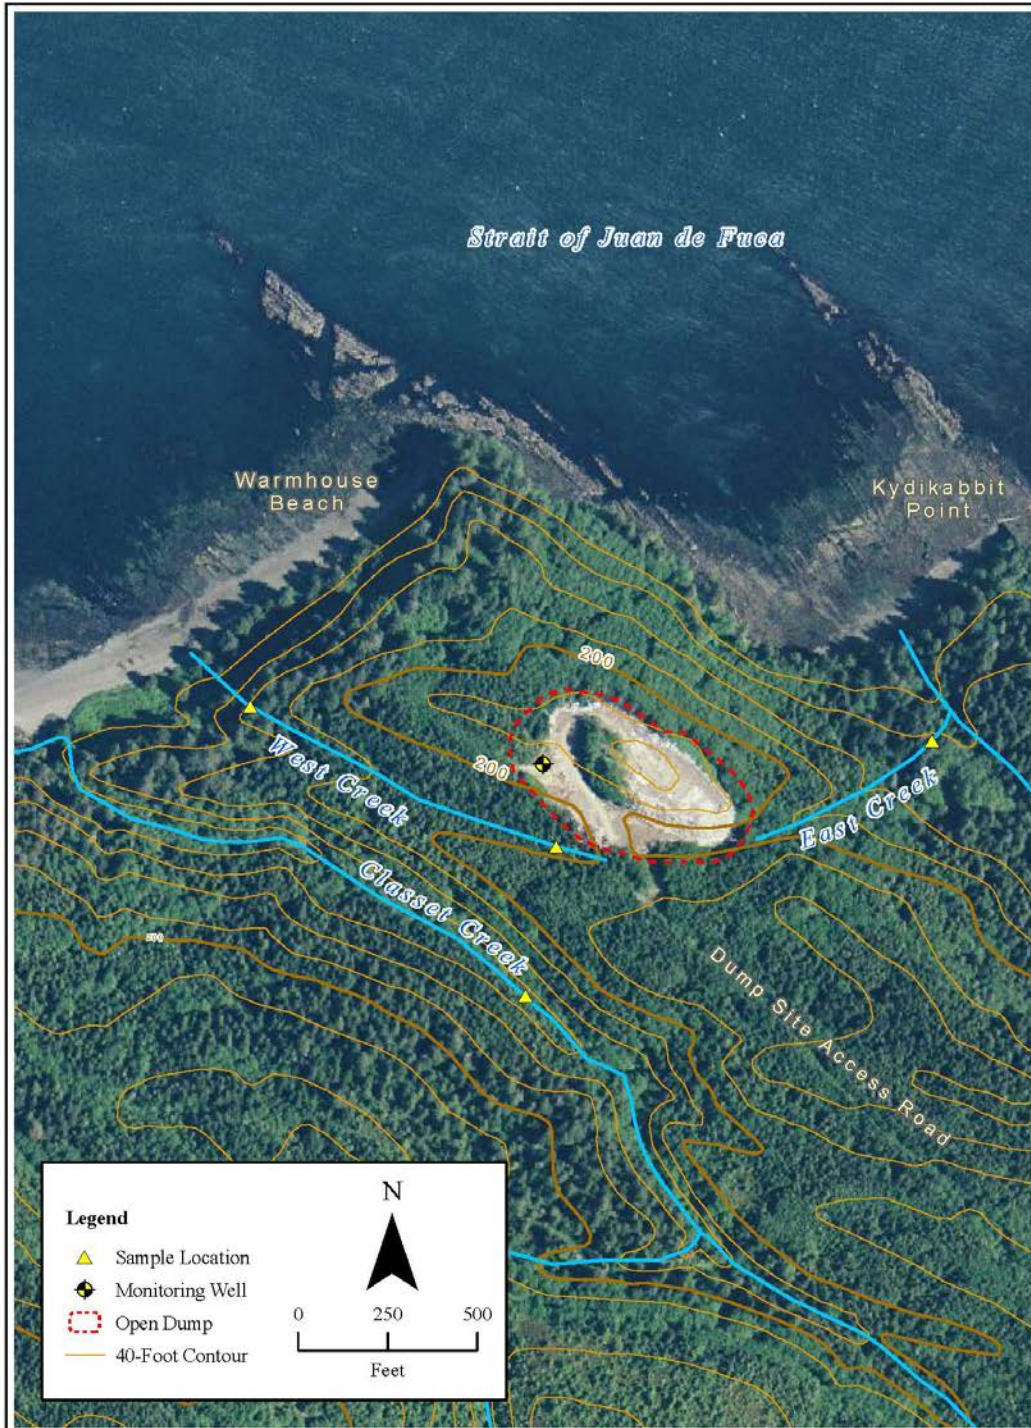 Strait of Juan de Fuca
Warmhouse
Beach
Kydikabbit
Point
200
200
West Creek
East Creek
Classet Creek
200
Dump Site Access Road
Legend
Sample Location
Monitoring Well
Open Dump
40-Foot Contour
N
0 250 500
Feet